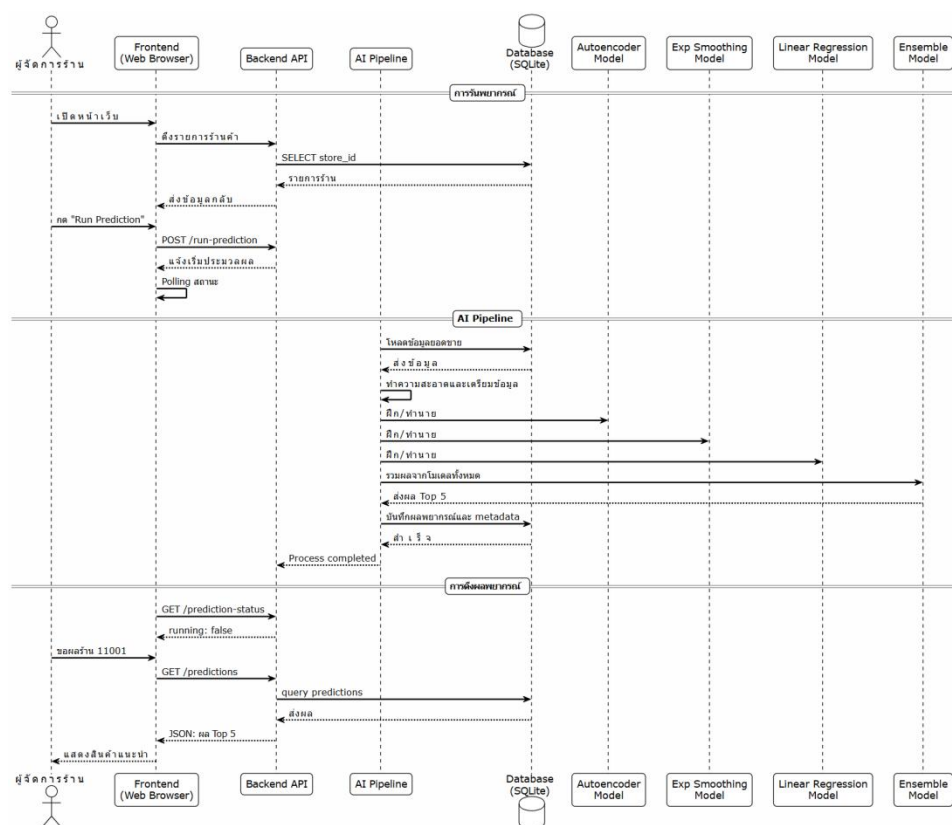 ผู้จัดการร้าน
Frontend
(Web Browser)
Backend API
AI Pipeline
Database
(SQLite)
Autoencoder
Model
Exp Smoothing
Model
Linear Regression
Model
Ensemble
Model
การรันพยากรณ์
เปิดหน้าเว็บ
ดึงรายการร้านค้า
SELECT store_id
รายการร้าน
ส่งข้อมูลกลับ
กด "Run Prediction"
POST /run-prediction
แจ้งเริ่มประมวลผล
Polling สถานะ
AI Pipeline
โหลดข้อมูลยอดขาย
ส่งข้อมูล
ทำความสะอาดและเตรียมข้อมูล
ฝึก/ทำนาย
ฝึก/ทำนาย
ฝึก/ทำนาย
รวมผลจากโมเดลทั้งหมด
ส่งผล Top 5
บันทึกผลพยากรณ์และ metadata
สำเร็จ
Process completed
การดึงผลพยากรณ์
GET /prediction-status
running: false
ขอผลร้าน 11001
GET /predictions
query predictions
ส่งผล
JSON: ผล Top 5
แสดงสินค้าแนะนำ
ผู้จัดการร้าน
Frontend
(Web Browser)
Backend API
AI Pipeline
Database
(SQLite)
Autoencoder
Model
Exp Smoothing
Model
Linear Regression
Model
Ensemble
Model